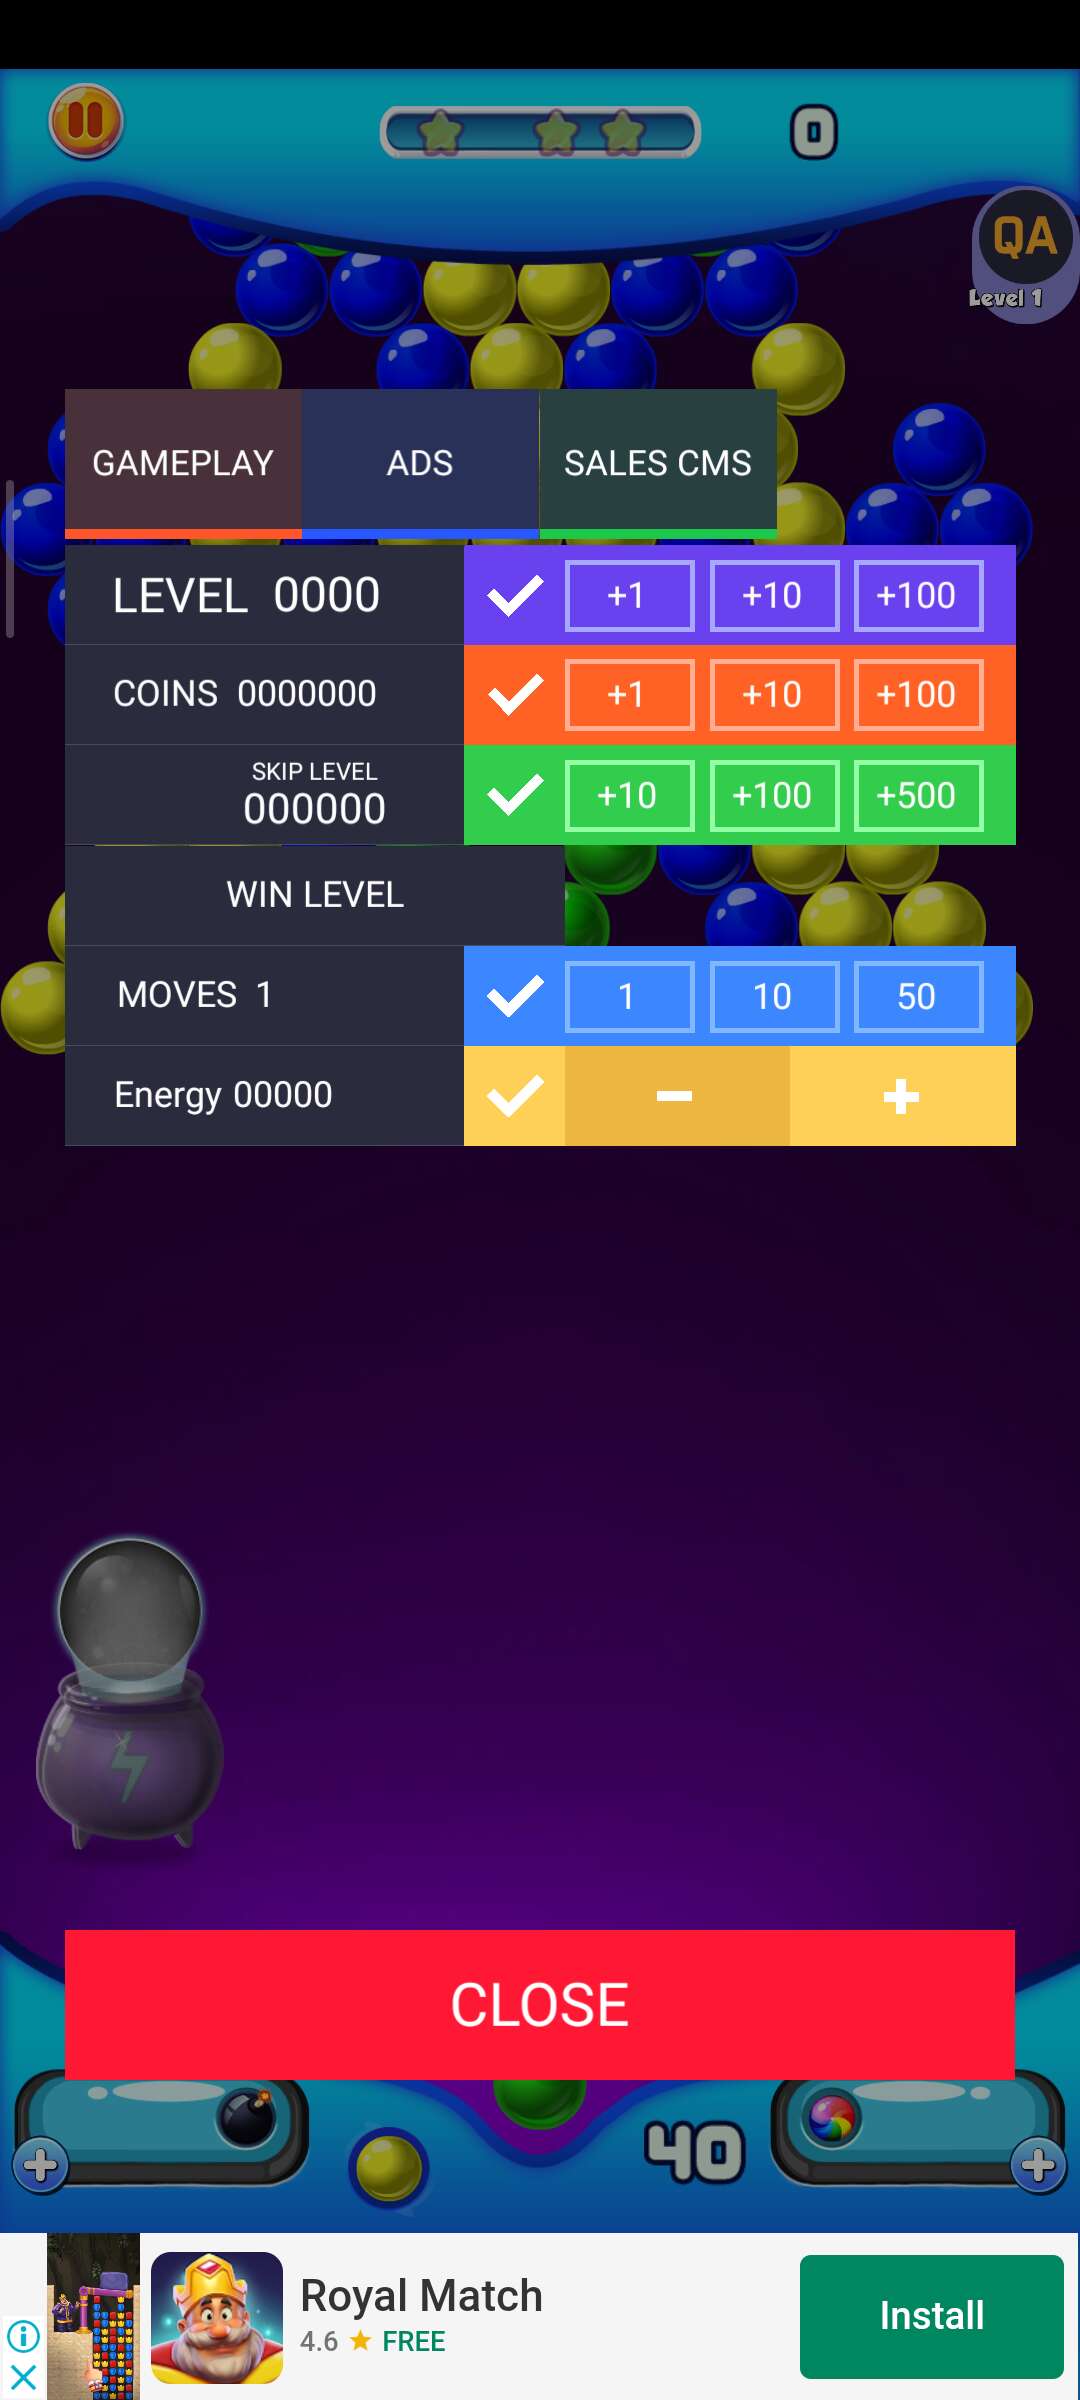 0
QA
Level 1
GAMEPLAY ADS SALES CMS
LEVEL 0000 +1 +10 +100
COINS 0000000 +1 +10 +100
SKIP LEVEL
000000 +10 +100 +500
WIN LEVEL
MOVES 1 1 10 50
Energy 00000 − +
CLOSE
40
Royal Match
4.6 ★ FREE
Install